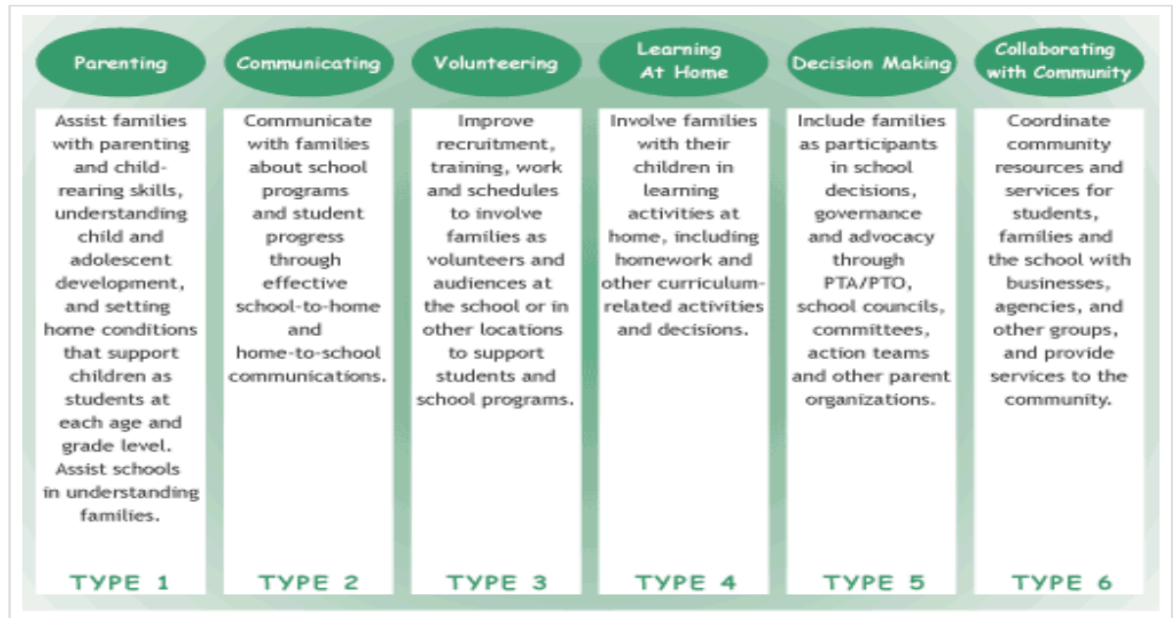 Parenting
Assist families
with parenting
and child-
rearing skills,
understanding
child and
adolescent
development,
and setting
home conditions
that support
children as
students at
each age and
grade level.
Assist schools
in understanding
families.
TYPE 1
Communicating
Communicate
with families
about school
programs
and student
progress
through
effective
school-to-home
and
home-to-school
communications.
TYPE 2
Volunteering
Improve
recruitment,
training, work
and schedules
to involve
families as
volunteers and
audiences at
the school or in
other locations
to support
students and
school programs.
TYPE 3
Learning
At Home
Involve families
with their
children in
learning
activities at
home, including
homework and
other curriculum-
related activities
and decisions.
TYPE 4
Decision Making
Include families
as participants
in school
decisions,
governance
and advocacy
through
PTA/PTO,
school councils,
committees,
action teams
and other parent
organizations.
TYPE 5
Collaborating
with Community
Coordinate
community
resources and
services for
students,
families and
the school with
businesses,
agencies, and
other groups,
and provide
services to the
community.
TYPE 6